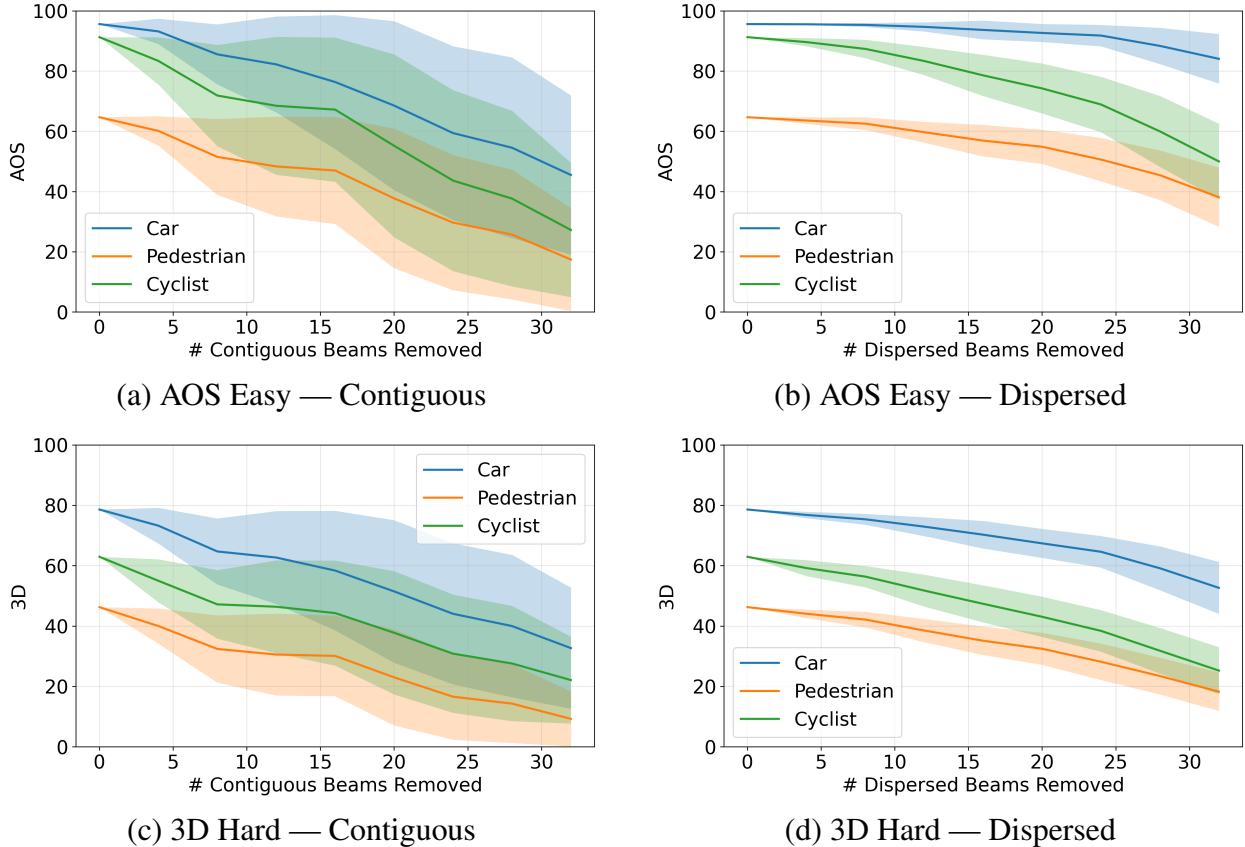 100
80
60
40
20
0
AOS
Car
Pedestrian
Cyclist
0 5 10 15 20 25 30
# Contiguous Beams Removed
(a) AOS Easy — Contiguous
100
80
60
40
20
0
AOS
Car
Pedestrian
Cyclist
0 5 10 15 20 25 30
# Dispersed Beams Removed
(b) AOS Easy — Dispersed
100
80
60
40
20
0
3D
Car
Pedestrian
Cyclist
0 5 10 15 20 25 30
# Contiguous Beams Removed
(c) 3D Hard — Contiguous
100
80
60
40
20
0
3D
Car
Pedestrian
Cyclist
0 5 10 15 20 25 30
# Dispersed Beams Removed
(d) 3D Hard — Dispersed